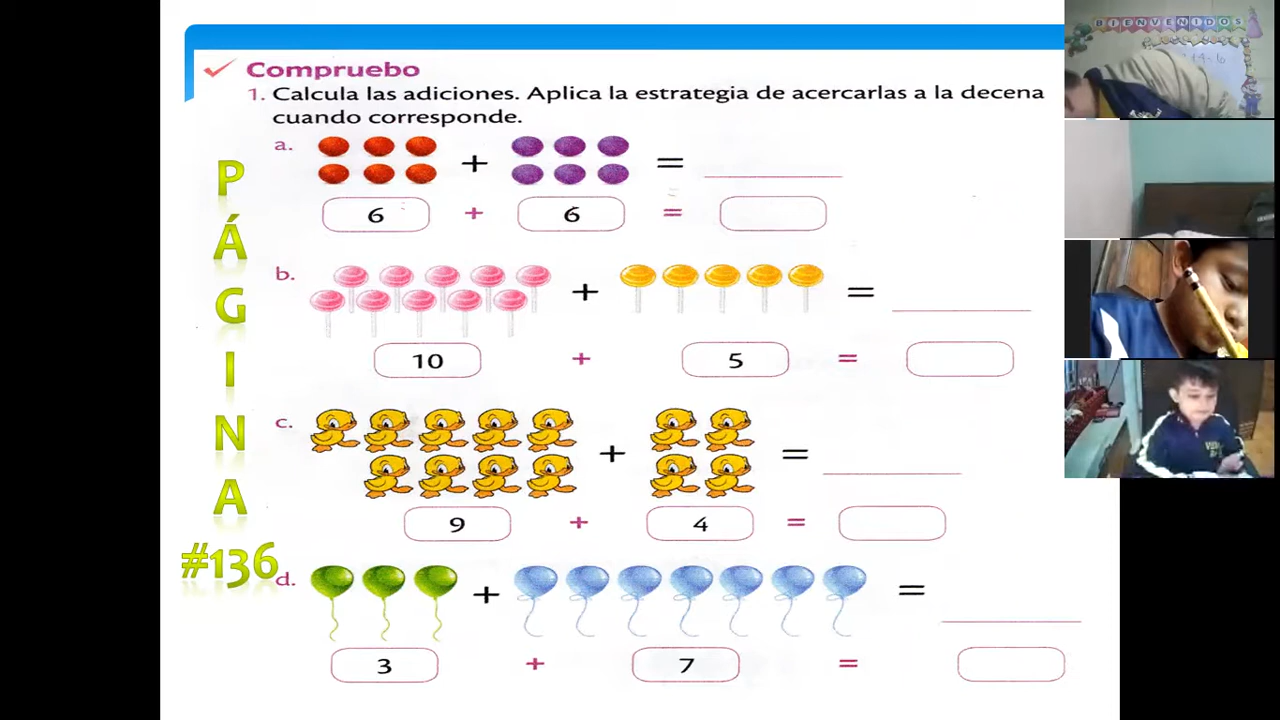 Compruebo
1. Calcula las adiciones. Aplica la estrategia de acercarlas a la decena
cuando corresponde.
a.
+ =
6 + 6 =
b.
+ =
10 + 5 =
c.
+ =
9 + 4 =
d.
+ =
3 + 7 =
PÁGINA
#136
BIENVENIDOS